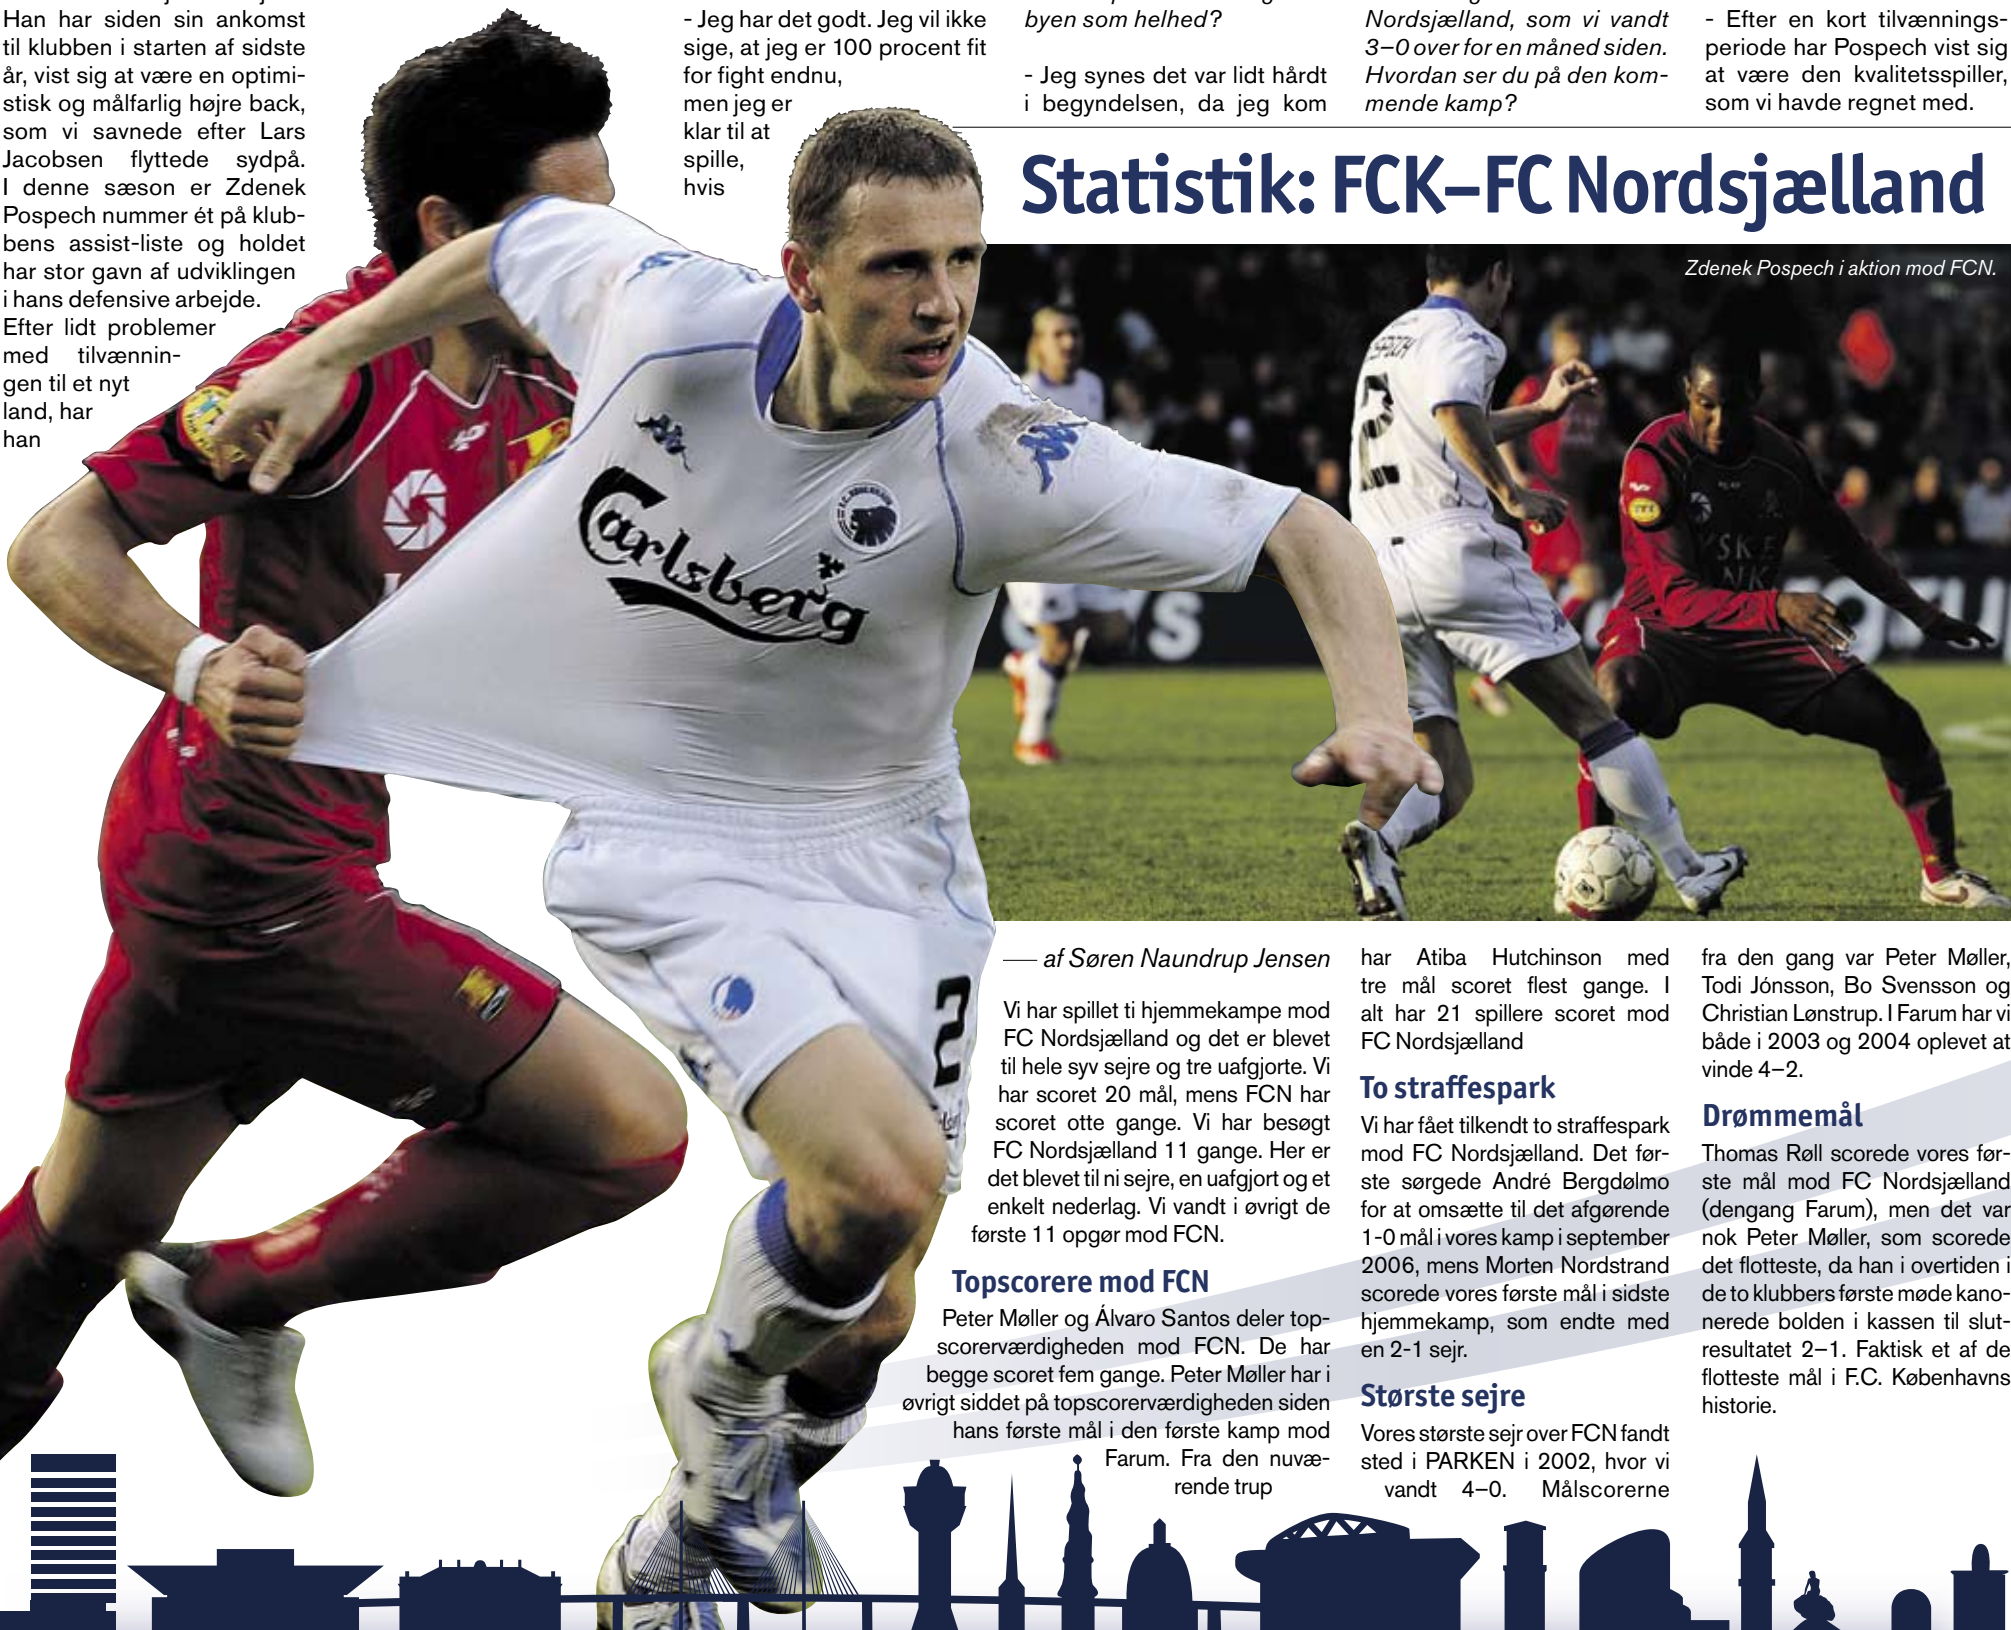 Han har siden sin ankomst
til klubben i starten af sidste
år, vist sig at være en optimi-
stisk og målfarlig højre back,
som vi savnede efter Lars
Jacobsen flyttede sydpå.
I denne sæson er Zdenek
Pospech nummer ét på klub-
bens assist-liste og holdet
har stor gavn af udviklingen
i hans defensive arbejde.
Efter lidt problemer
med tilvænnin-
gen til et nyt
land, har
han
- Jeg har det godt. Jeg vil ikke
sige, at jeg er 100 procent fit
for fight endnu,
men jeg er
klar til at
spille,
hvis
byen som helhed?
- Jeg synes det var lidt hårdt
i begyndelsen, da jeg kom
Nordsjælland, som vi vandt
3–0 over for en måned siden.
Hvordan ser du på den kom-
mende kamp?
- Efter en kort tilvænnings-
periode har Pospech vist sig
at være den kvalitetsspiller,
som vi havde regnet med.
Statistik: FCK–FC Nordsjælland
Zdenek Pospech i aktion mod FCN.
2
Carlsberg
2
— af Søren Naundrup Jensen
Vi har spillet ti hjemmekampe mod
FC Nordsjælland og det er blevet
til hele syv sejre og tre uafgjorte. Vi
har scoret 20 mål, mens FCN har
scoret otte gange. Vi har besøgt
FC Nordsjælland 11 gange. Her er
det blevet til ni sejre, en uafgjort og et
enkelt nederlag. Vi vandt i øvrigt de
første 11 opgør mod FCN.
Topscorere mod FCN
Peter Møller og Álvaro Santos deler top-
scorerværdigheden mod FCN. De har
begge scoret fem gange. Peter Møller har i
øvrigt siddet på topscorerværdigheden siden
hans første mål i den første kamp mod
Farum. Fra den nuvæ-
rende trup
har Atiba Hutchinson med
tre mål scoret flest gange. I
alt har 21 spillere scoret mod
FC Nordsjælland
To straffespark
Vi har fået tilkendt to straffespark
mod FC Nordsjælland. Det før-
ste sørgede André Bergdølmo
for at omsætte til det afgørende
1-0 mål i vores kamp i september
2006, mens Morten Nordstrand
scorede vores første mål i sidste
hjemmekamp, som endte med
en 2-1 sejr.
Største sejre
Vores største sejr over FCN fandt
sted i PARKEN i 2002, hvor vi
vandt 4–0. Målscorerne
fra den gang var Peter Møller,
Todi Jónsson, Bo Svensson og
Christian Lønstrup. I Farum har vi
både i 2003 og 2004 oplevet at
vinde 4–2.
Drømmemål
Thomas Røll scorede vores før-
ste mål mod FC Nordsjælland
(dengang Farum), men det var
nok Peter Møller, som scorede
det flotteste, da han i overtiden i
de to klubbers første møde kano-
nerede bolden i kassen til slut-
resultatet 2–1. Faktisk et af de
flotteste mål i F.C. Københavns
historie.